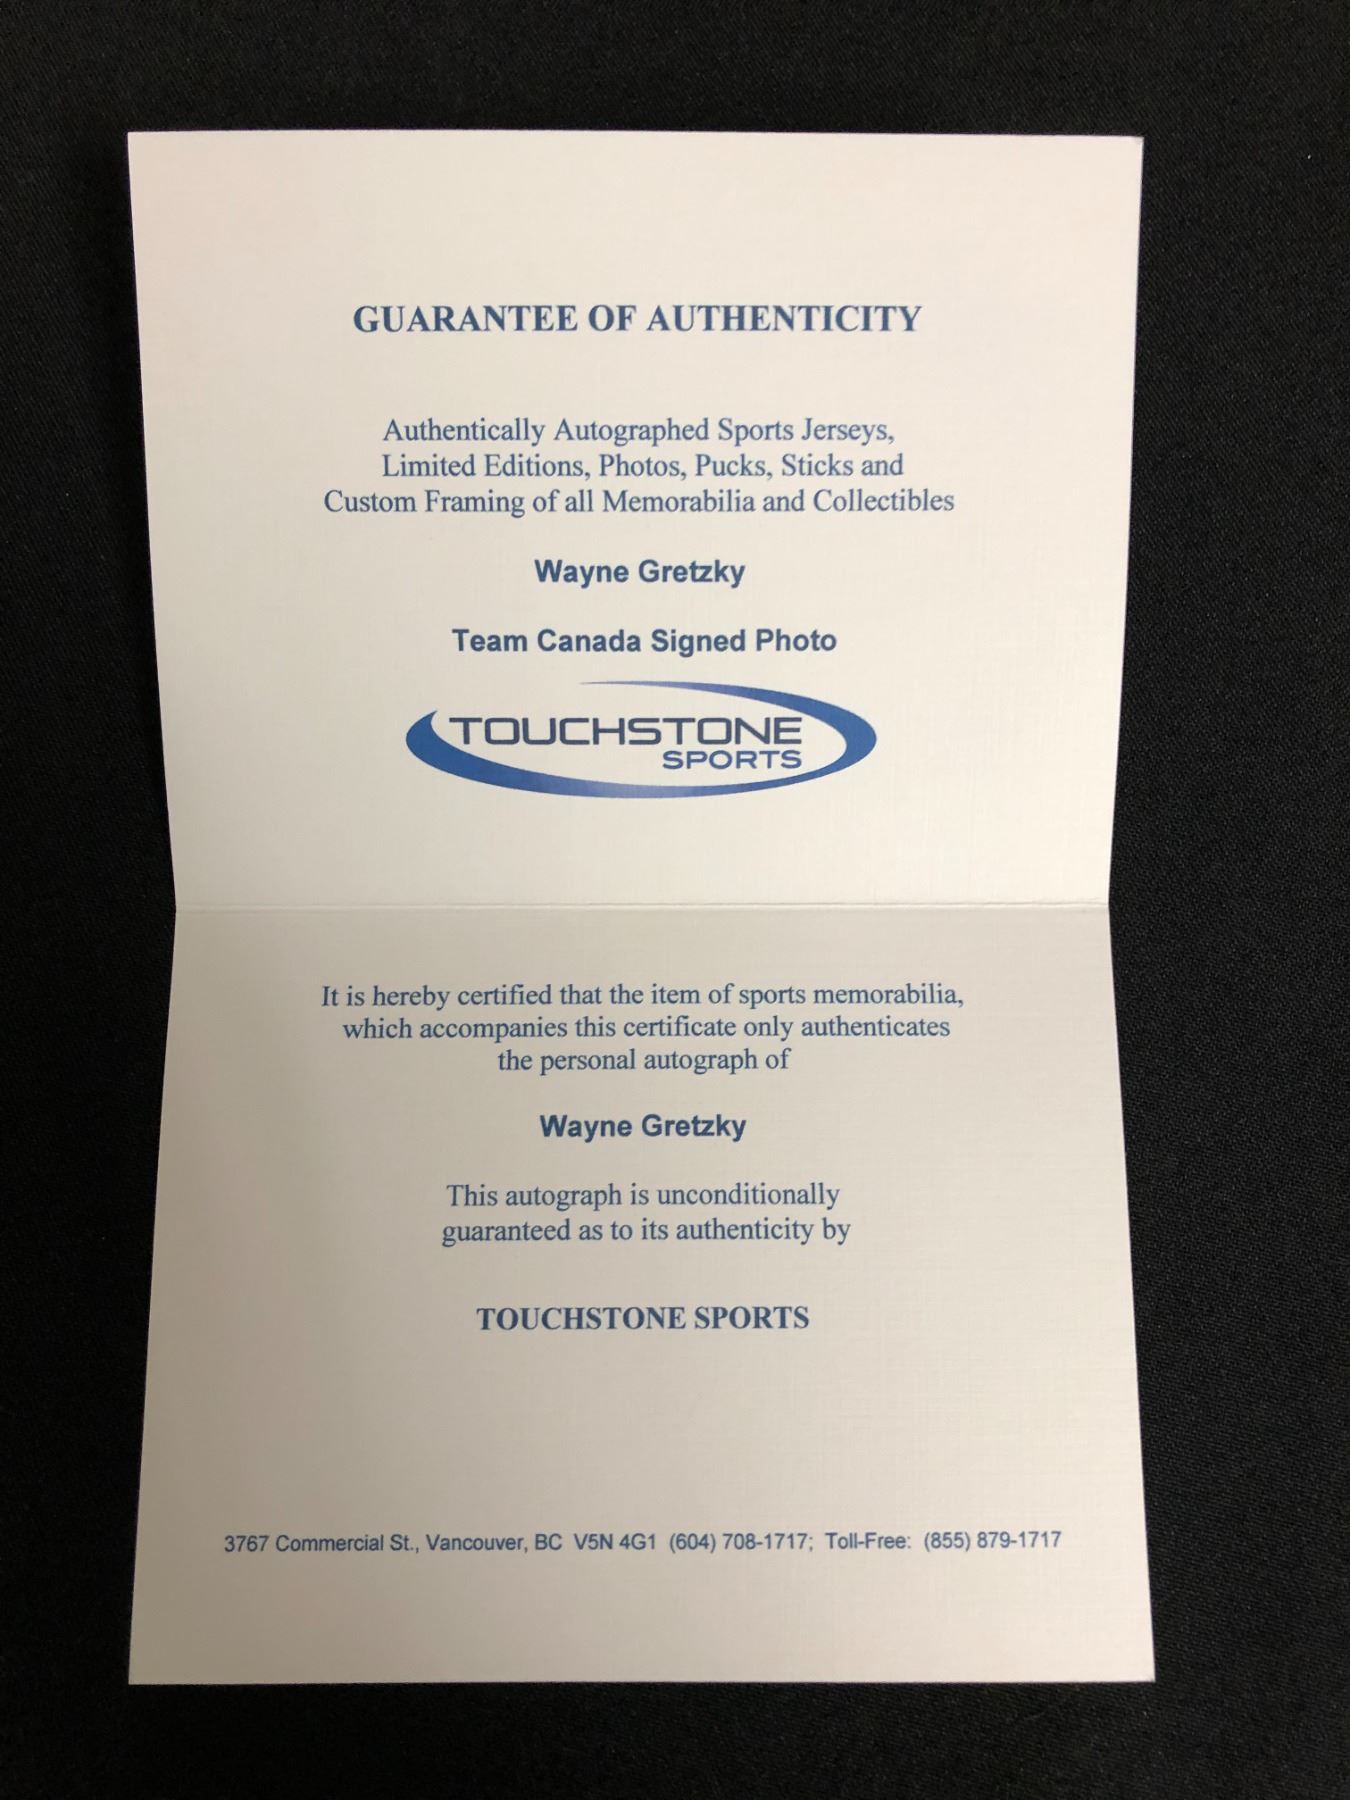 GUARANTEE OF AUTHENTICITY
Authentically Autographed Sports Jerseys,
Limited Editions, Photos, Pucks, Sticks and
Custom Framing of all Memorabilia and Collectibles
Wayne Gretzky
Team Canada Signed Photo
TOUCHSTONE
SPORTS
It is hereby certified that the item of sports memorabilia,
which accompanies this certificate only authenticates
the personal autograph of
Wayne Gretzky
This autograph is unconditionally
guaranteed as to its authenticity by
TOUCHSTONE SPORTS
3767 Commercial St., Vancouver, BC V5N 4G1 (604) 708-1717; Toll-Free: (855) 879-1717